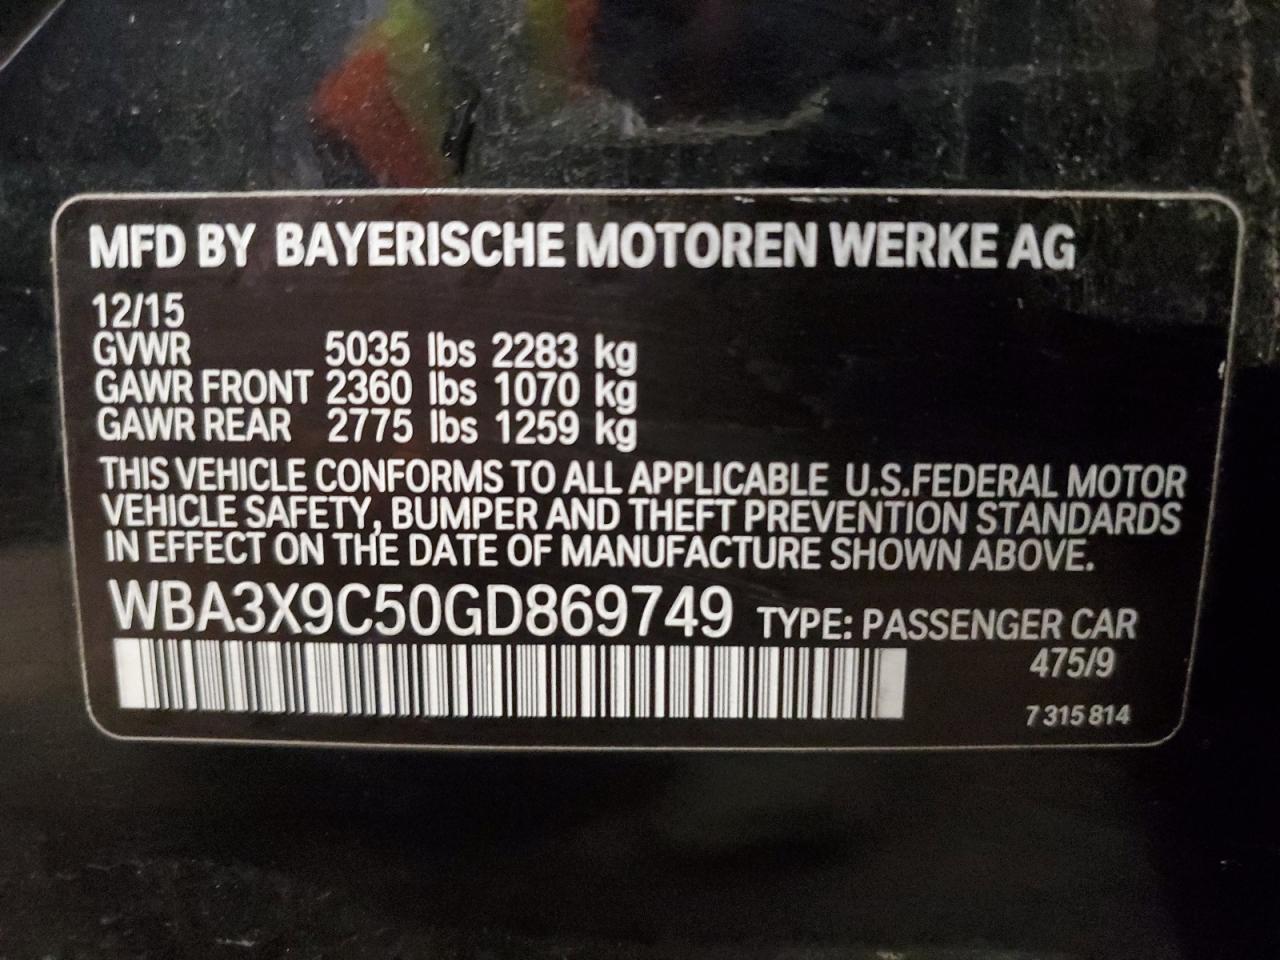 MFD BY BAYERISCHE MOTOREN WERKE AG
12/15
GVWR 5035 lbs 2283 kg
GAWR FRONT 2360 lbs 1070 kg
GAWR REAR 2775 lbs 1259 kg
THIS VEHICLE CONFORMS TO ALL APPLICABLE U.S.FEDERAL MOTOR
VEHICLE SAFETY, BUMPER AND THEFT PREVENTION STANDARDS
IN EFFECT ON THE DATE OF MANUFACTURE SHOWN ABOVE.
WBA3X9C50GD869749 TYPE: PASSENGER CAR
475/9
7 315 814